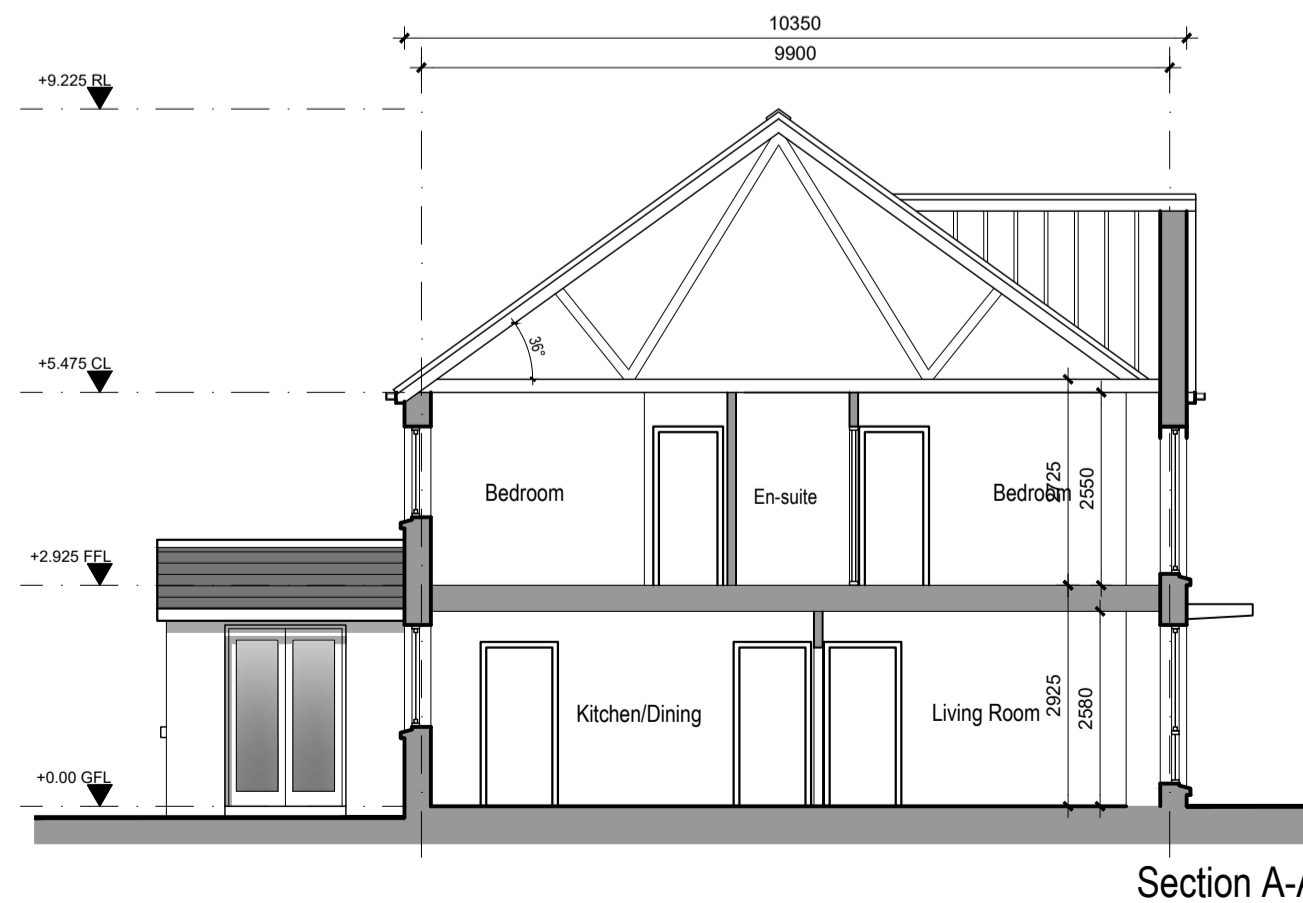 10350
9900
+9.225 RL
36°
+5.475 CL
Bedroom
En-suite
Bedroom
2725
2550
+2.925 FFL
Kitchen/Dining
Living Room
2925
2580
+0.00 GFL
Section A-A